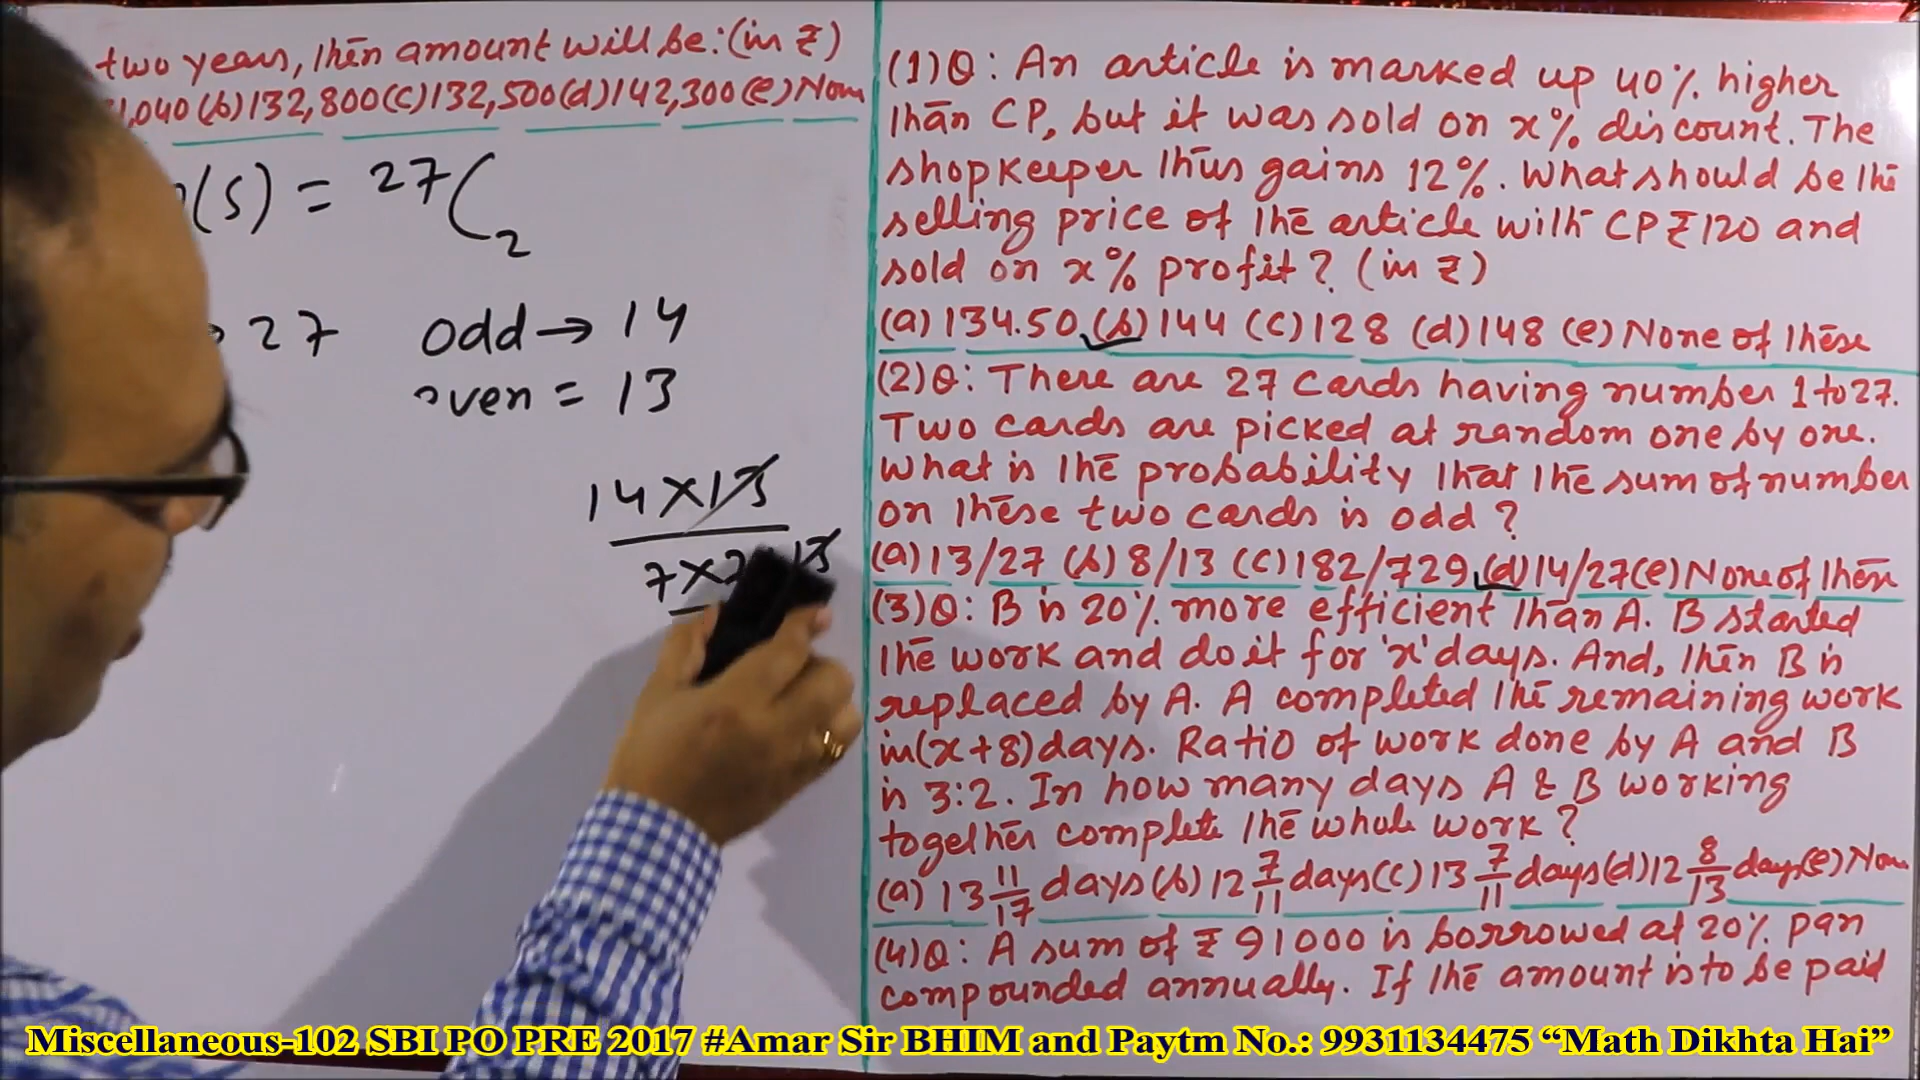 two years, then amount will be: (in ₹)
1,040 (b) 132,800 (c) 132,500 (d) 142,300 (e) Non
(S) = 27C2
27 odd → 14
even = 13
14 × 13
7 × 2 13
(1) Q: An article is marked up 40% higher
than CP, but it was sold on x% discount. The
shopkeeper thus gains 12%. What should be the
selling price of the article with CP ₹ 120 and
sold on x% profit? (in ₹)
(a) 134.50 (b) 144 (c) 128 (d) 148 (e) None of these
(2) Q: There are 27 cards having number 1 to 27.
Two cards are picked at random one by one.
What is the probability that the sum of number
on these two cards is odd?
(a) 13/27 (b) 8/13 (c) 182/729 (d) 14/27 (e) None of these
(3) Q: B is 20% more efficient than A. B started
the work and do it for 'x' days. And, then B is
replaced by A. A completed the remaining work
in (x+8) days. Ratio of work done by A and B
is 3:2. In how many days A & B working
together complete the whole work?
(a) 13 11/17 days (b) 12 7/11 days (c) 13 7/11 days (d) 12 8/13 days (e) Non
(4) Q: A sum of ₹ 91000 is borrowed at 20% pan
compounded annually. If the amount is to be paid
Miscellaneous-102 SBI PO PRE 2017 #Amar Sir BHIM and Paytm No.: 9931134475 “Math Dikhta Hai”